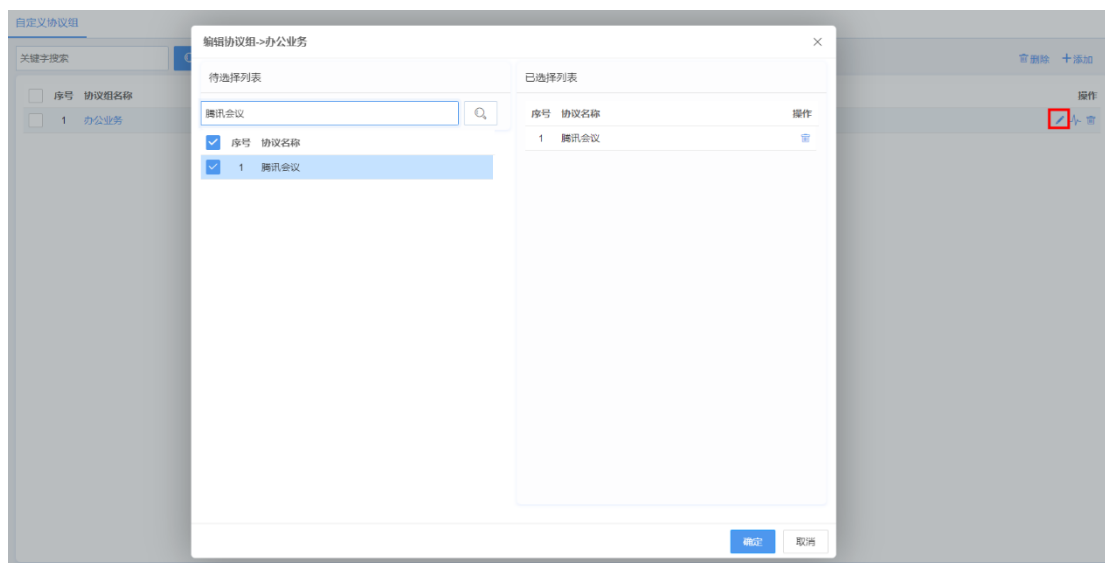 自定义协议组
关键字搜索
删除 添加
序号 协议组名称 操作
1 办公业务
编辑协议组->办公业务
待选择列表
腾讯会议
序号 协议名称
1 腾讯会议
已选择列表
序号 协议名称 操作
1 腾讯会议
确定 取消